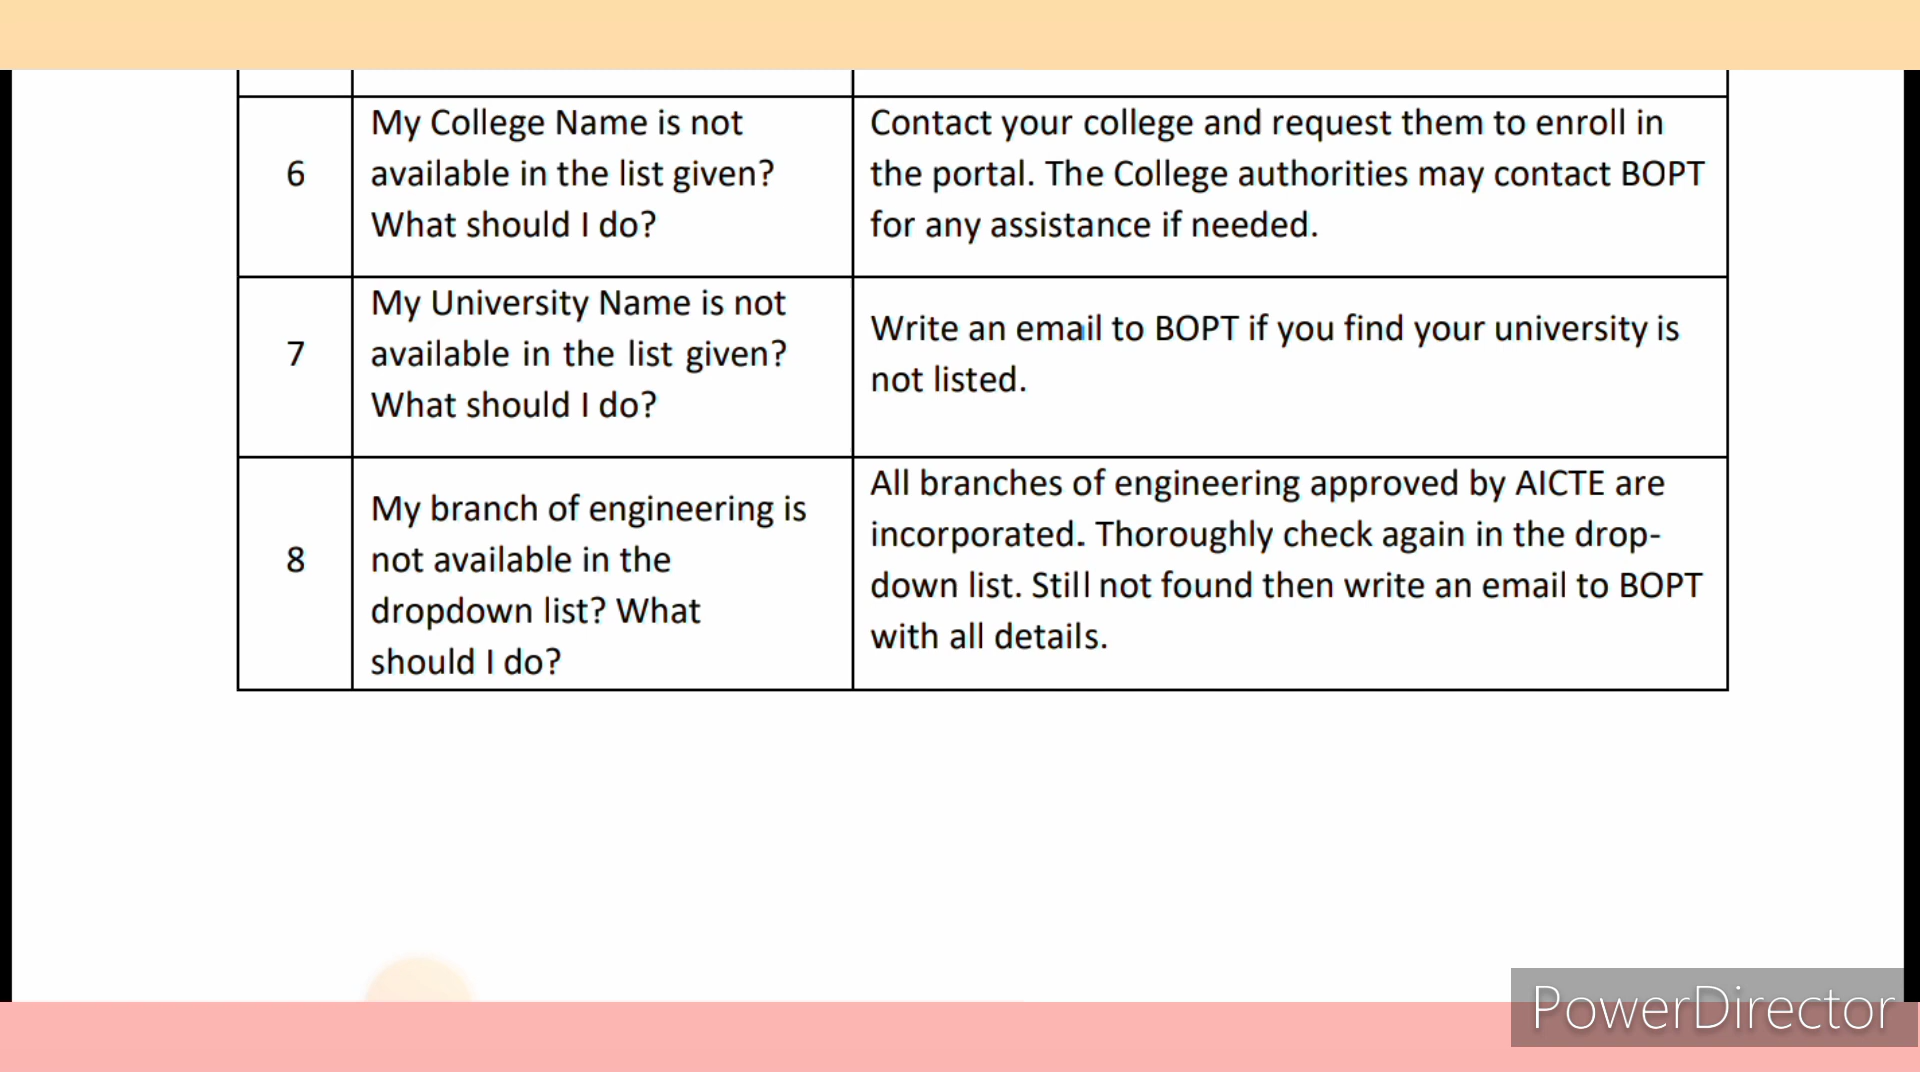 6
My College Name is not
available in the list given?
What should I do?
Contact your college and request them to enroll in
the portal. The College authorities may contact BOPT
for any assistance if needed.
7
My University Name is not
available in the list given?
What should I do?
Write an email to BOPT if you find your university is
not listed.
8
My branch of engineering is
not available in the
dropdown list? What
should I do?
All branches of engineering approved by AICTE are
incorporated. Thoroughly check again in the drop-
down list. Still not found then write an email to BOPT
with all details.
PowerDirector